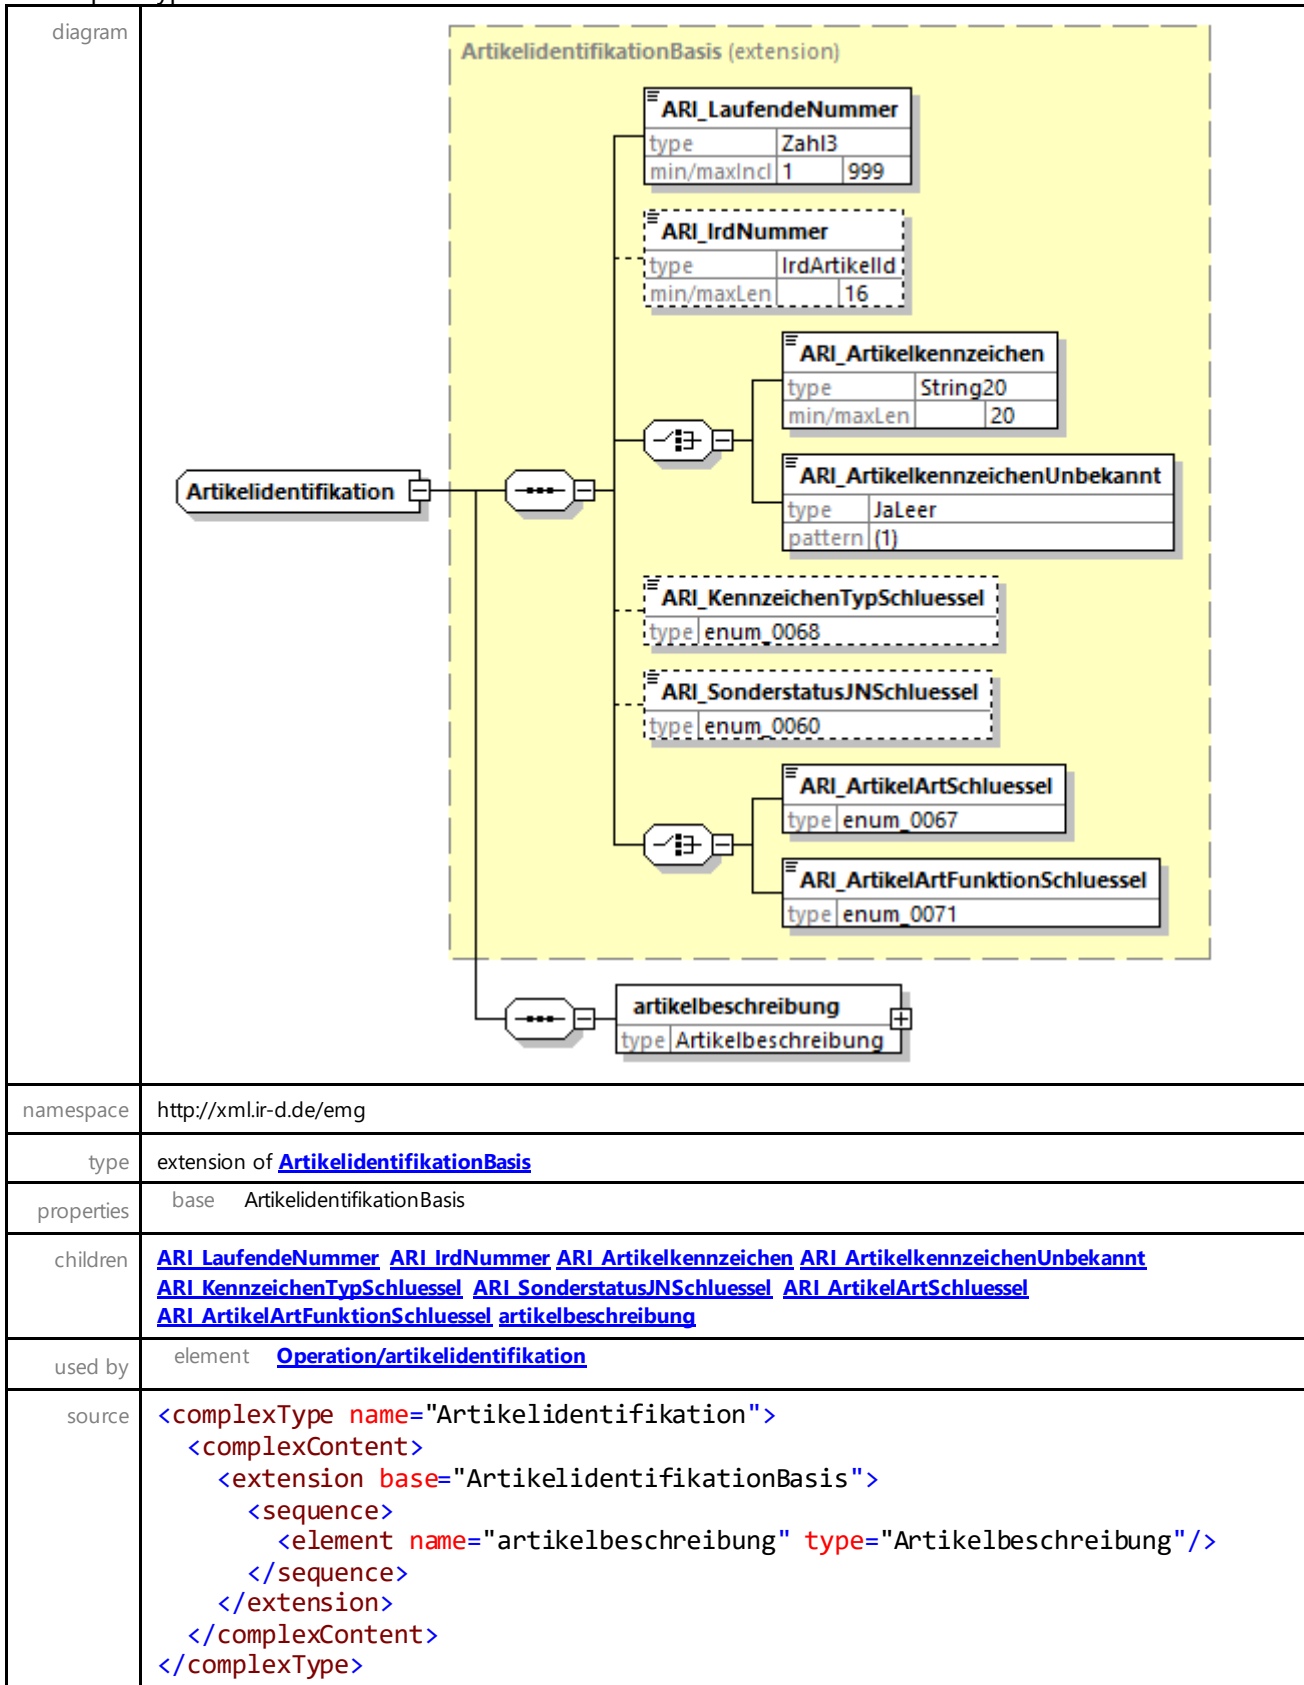 diagram
ArtikelidentifikationBasis (extension)
ARI_LaufendeNummer
type Zahl3
min/maxIncl 1 999
ARI_IrdNummer
type IrdArtikelId
min/maxLen 16
ARI_Artikelkennzeichen
type String20
min/maxLen 20
Artikelidentifikation
ARI_ArtikelkennzeichenUnbekannt
type JaLeer
pattern (1)
ARI_KennzeichenTypSchluessel
type enum_0068
ARI_SonderstatusJNSchluessel
type enum_0060
ARI_ArtikelArtSchluessel
type enum_0067
ARI_ArtikelArtFunktionSchluessel
type enum_0071
artikelbeschreibung
type Artikelbeschreibung
namespace http://xml.ir-d.de/emg
type extension of ArtikelidentifikationBasis
properties base ArtikelidentifikationBasis
children ARI_LaufendeNummer ARI_IrdNummer ARI_Artikelkennzeichen ARI_ArtikelkennzeichenUnbekannt
ARI_KennzeichenTypSchluessel ARI_SonderstatusJNSchluessel ARI_ArtikelArtSchluessel
ARI_ArtikelArtFunktionSchluessel artikelbeschreibung
used by element Operation/artikelidentifikation
source <complexType name="Artikelidentifikation">
<complexContent>
<extension base="ArtikelidentifikationBasis">
<sequence>
<element name="artikelbeschreibung" type="Artikelbeschreibung"/>
</sequence>
</extension>
</complexContent>
</complexType>